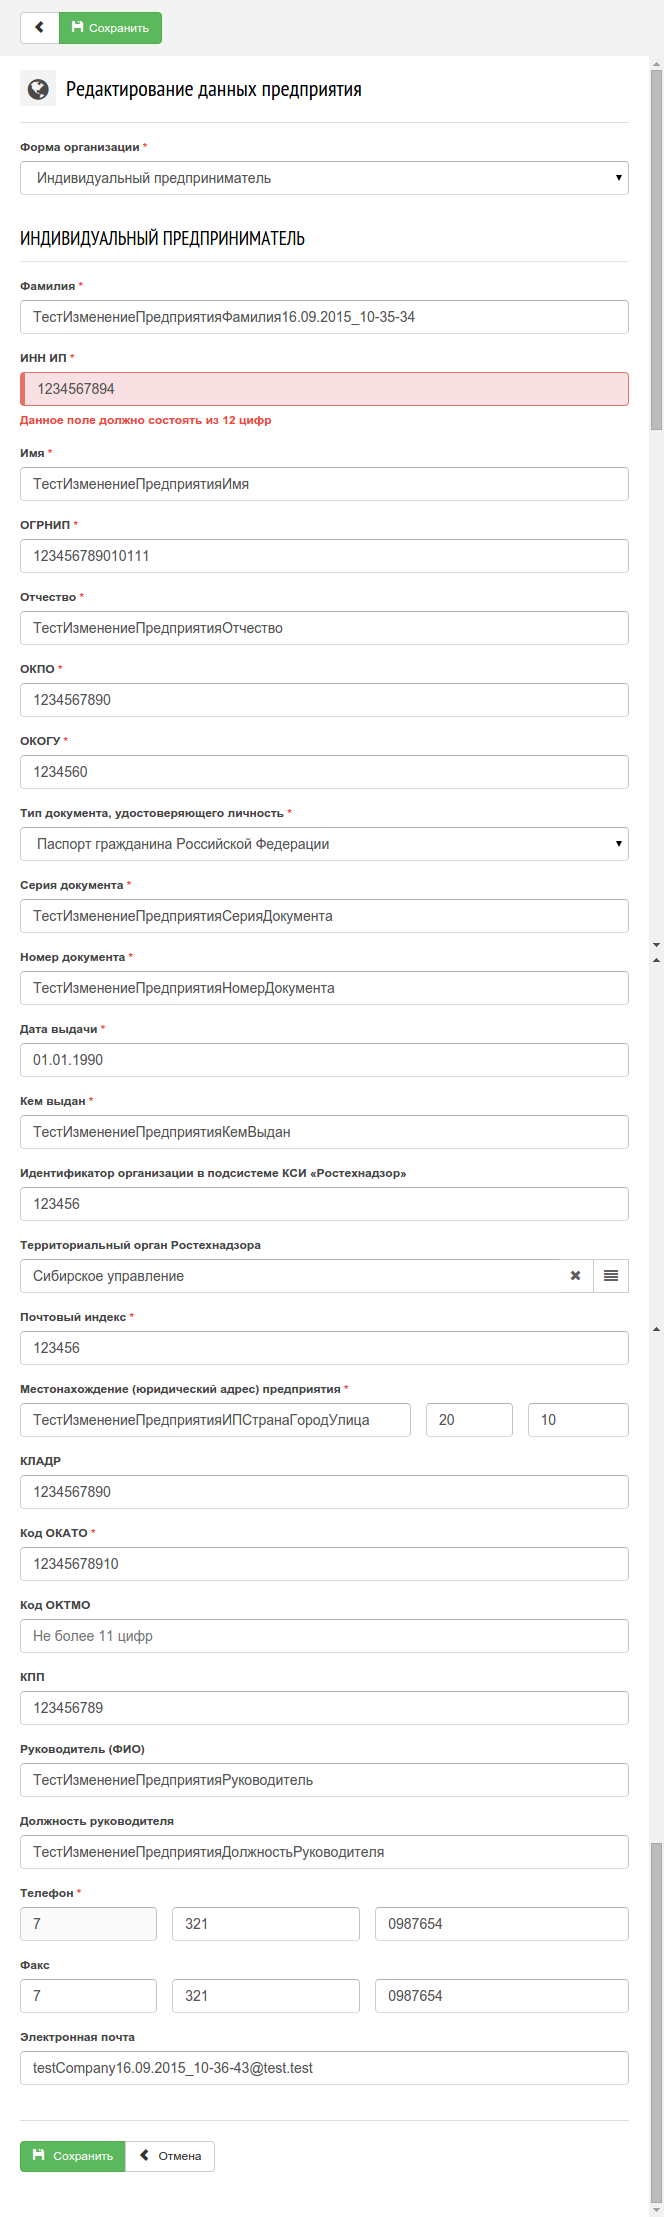 Сохранить
Редактирование данных предприятия
Форма организации *
Индивидуальный предприниматель
ИНДИВИДУАЛЬНЫЙ ПРЕДПРИНИМАТЕЛЬ
Фамилия *
ТестИзменениеПредприятияФамилия16.09.2015_10-35-34
ИНН ИП *
1234567894
Данное поле должно состоять из 12 цифр
Имя *
ТестИзменениеПредприятияИмя
ОГРНИП *
123456789010111
Отчество *
ТестИзменениеПредприятияОтчество
ОКПО *
1234567890
ОКОГУ *
1234560
Тип документа, удостоверяющего личность *
Паспорт гражданина Российской Федерации
Серия документа *
ТестИзменениеПредприятияСерияДокумента
Номер документа *
ТестИзменениеПредприятияНомерДокумента
Дата выдачи *
01.01.1990
Кем выдан *
ТестИзменениеПредприятияКемВыдан
Идентификатор организации в подсистеме КСИ «Ростехнадзор»
123456
Территориальный орган Ростехнадзора
Сибирское управление
Почтовый индекс *
123456
Местонахождение (юридический адрес) предприятия *
ТестИзменениеПредприятияИПСтранаГородУлица 20 10
КЛАДР
1234567890
Код ОКАТО *
12345678910
Код ОКТМО
Не более 11 цифр
КПП
123456789
Руководитель (ФИО)
ТестИзменениеПредприятияРуководитель
Должность руководителя
ТестИзменениеПредприятияДолжностьРуководителя
Телефон *
7 321 0987654
Факс
7 321 0987654
Электронная почта
testCompany16.09.2015_10-36-43@test.test
Сохранить Отмена